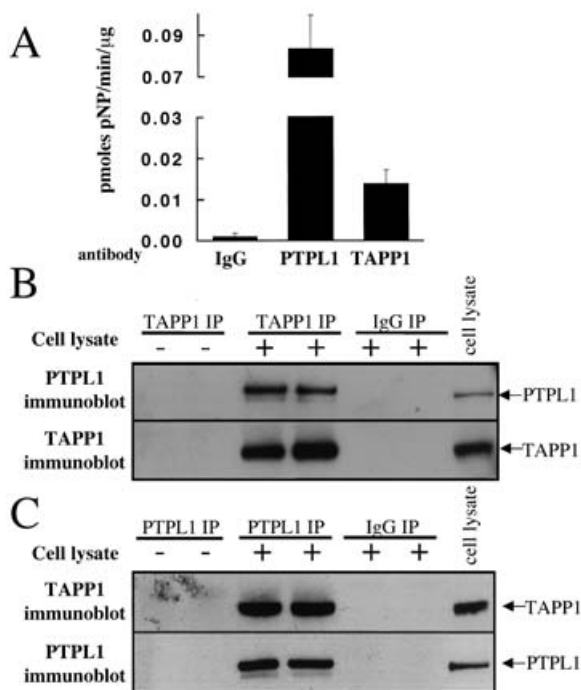 A
pmoles pNP/min/µg
0.09
0.07
0.03
0.02
0.01
0.00
antibody IgG PTPL1 TAPP1
B
TAPP1 IP TAPP1 IP IgG IP cell lysate
Cell lysate - - + + + +
PTPL1 immunoblot PTPL1
TAPP1 immunoblot TAPP1
C
PTPL1 IP PTPL1 IP IgG IP cell lysate
Cell lysate - - + + + +
TAPP1 immunoblot TAPP1
PTPL1 immunoblot PTPL1